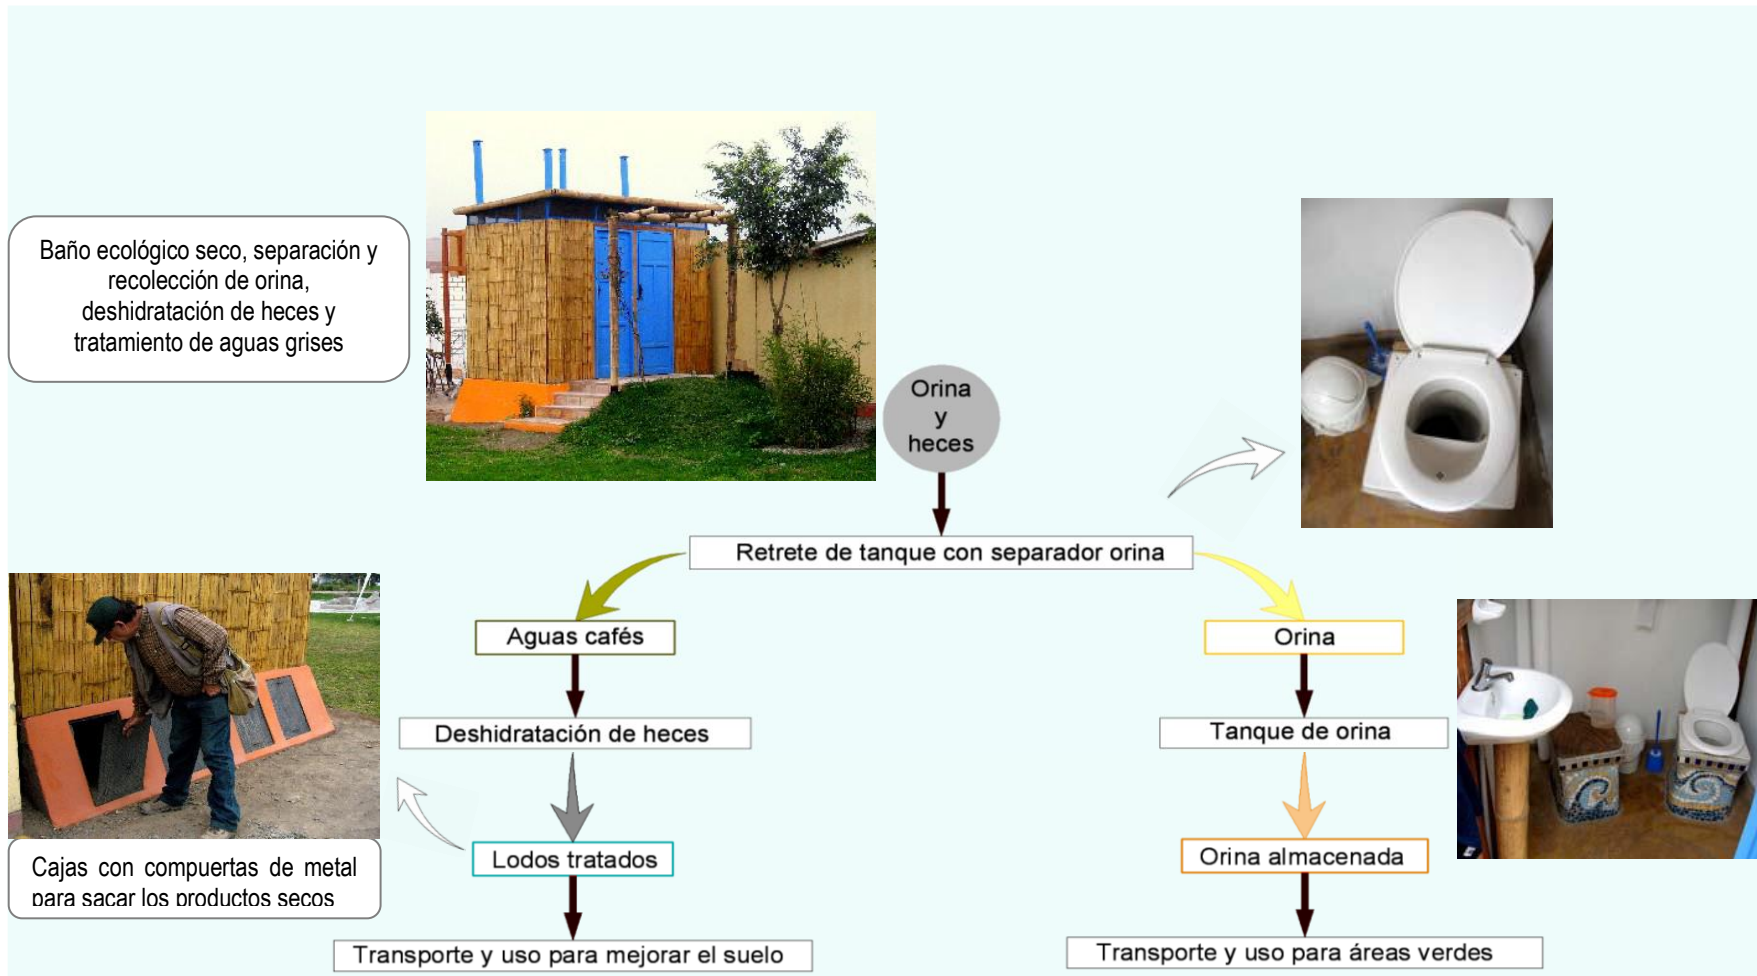 Baño ecológico seco, separación y
recolección de orina,
deshidratación de heces y
tratamiento de aguas grises
Orina
y
heces
Retrete de tanque con separador orina
Aguas cafés
Orina
Deshidratación de heces
Tanque de orina
Lodos tratados
Orina almacenada
Cajas con compuertas de metal
para sacar los productos secos
Transporte y uso para mejorar el suelo
Transporte y uso para áreas verdes